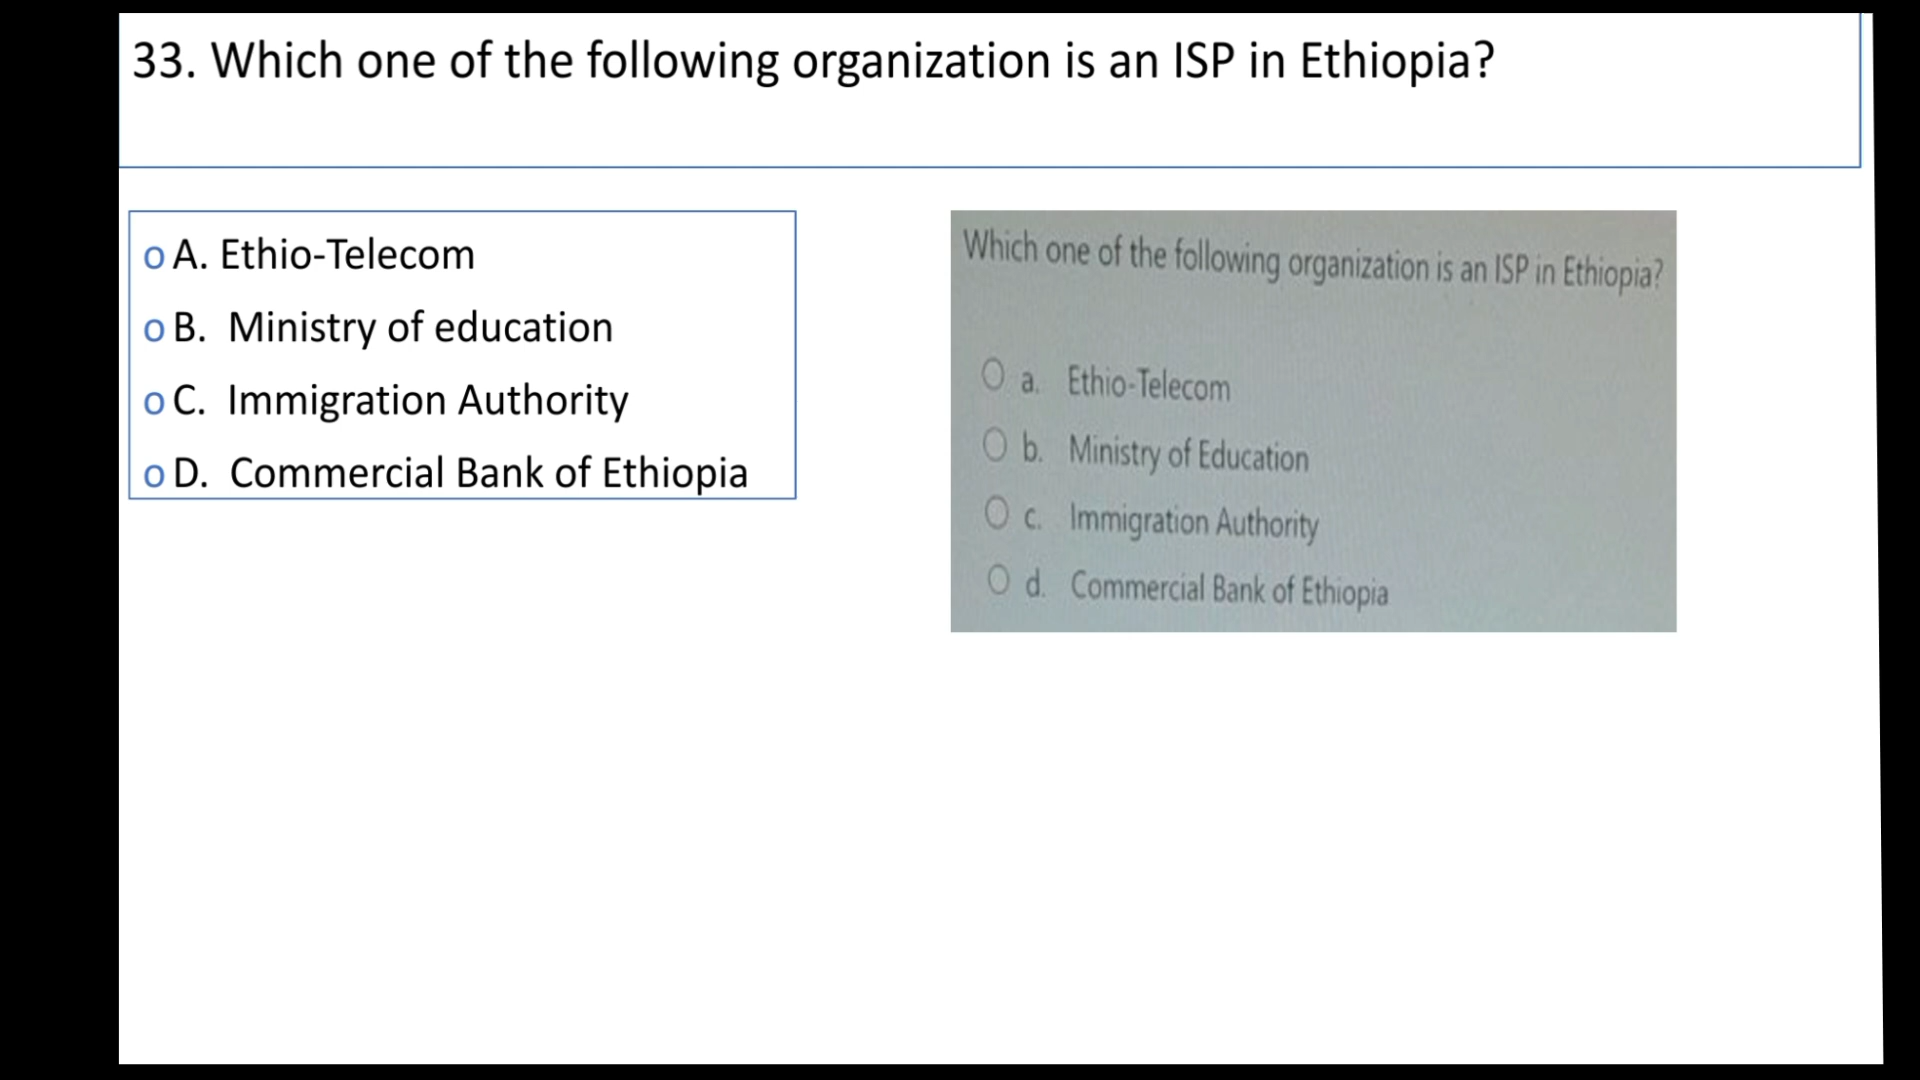 33. Which one of the following organization is an ISP in Ethiopia?
o A. Ethio-Telecom
o B. Ministry of education
o C. Immigration Authority
o D. Commercial Bank of Ethiopia
Which one of the following organization is an ISP in Ethiopia?
a. Ethio-Telecom
b. Ministry of Education
c. Immigration Authority
d. Commercial Bank of Ethiopia